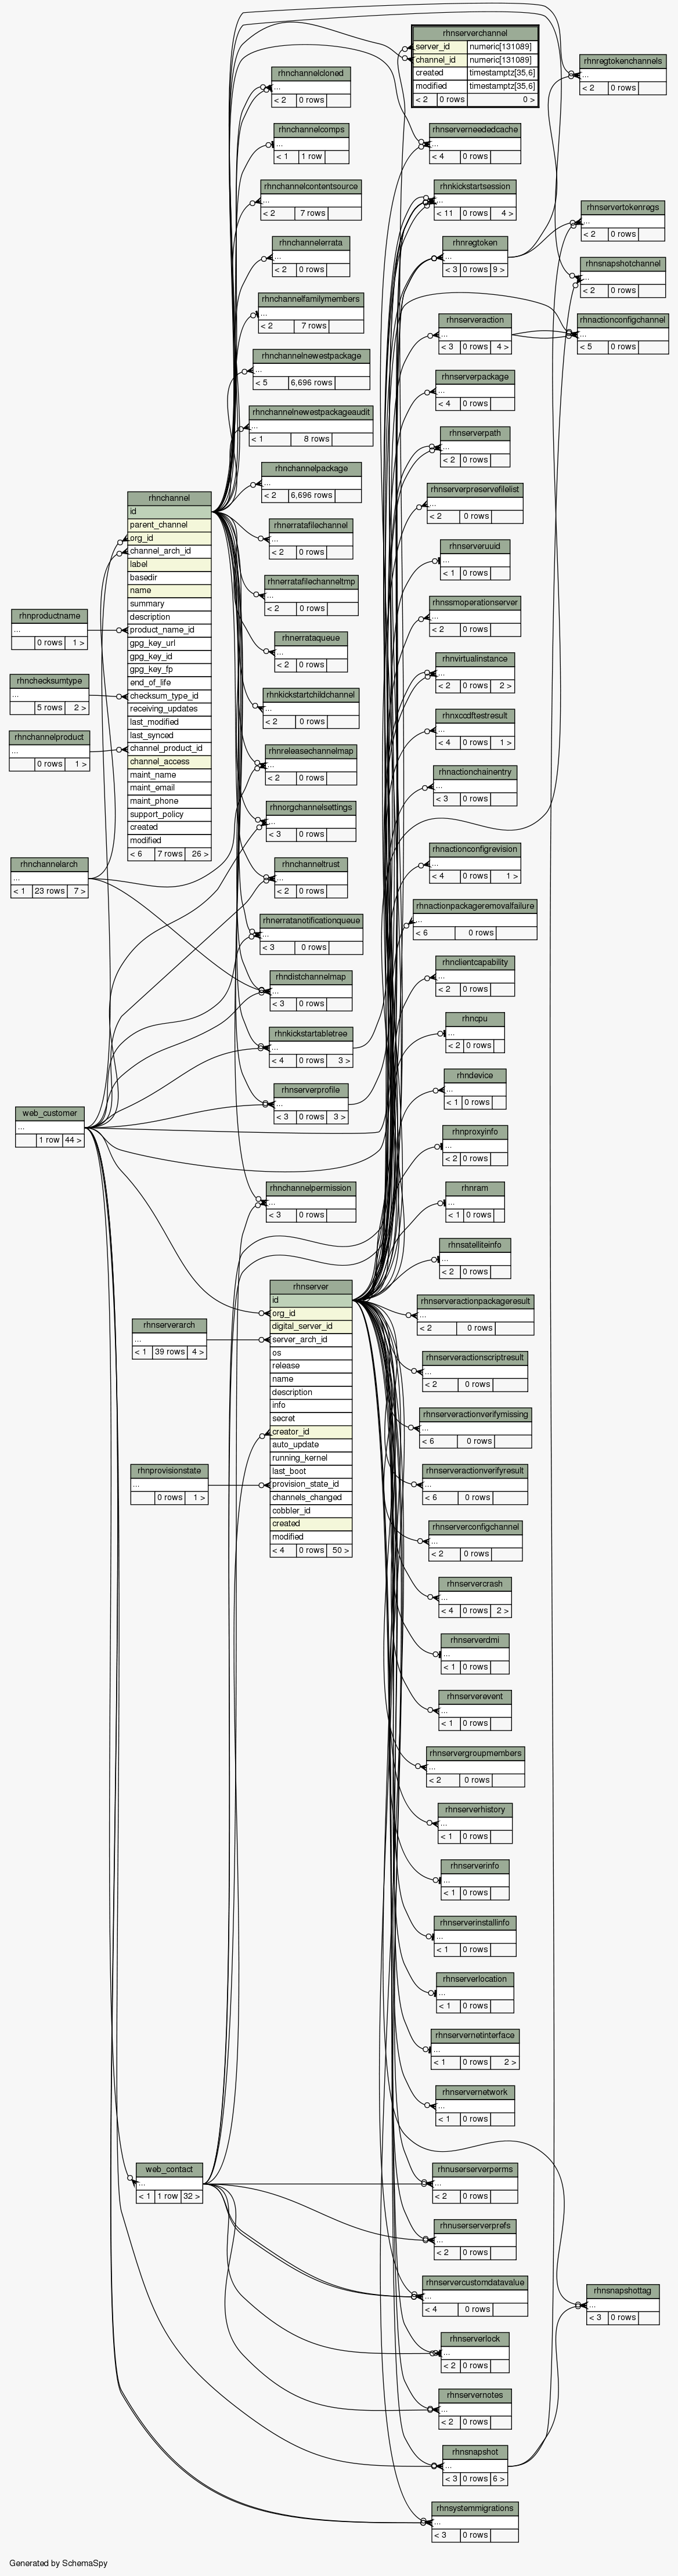 rhnserverchannel
server_id numeric[131089]
channel_id numeric[131089]
created timestamptz[35,6]
modified timestamptz[35,6]
< 2 0 rows 0 >
rhnregtokenchannels
...
< 2 0 rows
rhnchannelcloned
...
< 2 0 rows
rhnchannelcomps
...
< 1 1 row
rhnserverneededcache
...
< 4 0 rows
rhnchannelcontentsource
...
< 2 7 rows
rhnkickstartsession
...
< 11 0 rows 4 >
rhnservertokenregs
...
< 2 0 rows
rhnchannelerrata
...
< 2 0 rows
rhnregtoken
...
< 3 0 rows 9 >
rhnsnapshotchannel
...
< 2 0 rows
rhnchannelfamilymembers
...
< 2 7 rows
rhnserveraction
...
< 3 0 rows 4 >
rhnactionconfigchannel
...
< 5 0 rows
rhnchannelnewestpackage
...
< 5 6,696 rows
rhnserverpackage
...
< 4 0 rows
rhnchannelnewestpackageaudit
...
< 1 8 rows
rhnserverpath
...
< 2 0 rows
rhnchannelpackage
...
< 2 6,696 rows
rhnserverpreservefilelist
...
< 2 0 rows
rhnchannel
id
parent_channel
org_id
channel_arch_id
label
basedir
name
summary
description
product_name_id
gpg_key_url
gpg_key_id
gpg_key_fp
end_of_life
checksum_type_id
receiving_updates
last_modified
last_synced
channel_product_id
channel_access
maint_name
maint_email
maint_phone
support_policy
created
modified
< 6 7 rows 26 >
rhnerratafilechannel
...
< 2 0 rows
rhnserveruuid
...
< 1 0 rows
rhnerratafilechanneltmp
...
< 2 0 rows
rhnssmoperationserver
...
< 2 0 rows
rhnproductname
...
0 rows 1 >
rhnerrataqueue
...
< 2 0 rows
rhnvirtualinstance
...
< 2 0 rows 2 >
rhnchecksumtype
...
5 rows 2 >
rhnkickstartchildchannel
...
< 2 0 rows
rhnxccdftestresult
...
< 4 0 rows 1 >
rhnchannelproduct
...
0 rows 1 >
rhnreleasechannelmap
...
< 2 0 rows
rhnactionchainentry
...
< 3 0 rows
rhnorgchannelsettings
...
< 3 0 rows
rhnactionconfigrevision
...
< 4 0 rows 1 >
rhnchannelarch
...
< 1 23 rows 7 >
rhnchanneltrust
...
< 2 0 rows
rhnactionpackageremovalfailure
...
< 6 0 rows
rhnerratanotificationqueue
...
< 3 0 rows
rhnclientcapability
...
< 2 0 rows
rhndistchannelmap
...
< 3 0 rows
rhncpu
...
< 2 0 rows
rhnkickstartabletree
...
< 4 0 rows 3 >
rhndevice
...
< 1 0 rows
rhnserverprofile
...
< 3 0 rows 3 >
web_customer
...
1 row 44 >
rhnproxyinfo
...
< 2 0 rows
rhnchannelpermission
...
< 3 0 rows
rhnram
...
< 1 0 rows
rhnsatelliteinfo
...
< 2 0 rows
rhnserver
id
org_id
digital_server_id
server_arch_id
os
release
name
description
info
secret
creator_id
auto_update
running_kernel
last_boot
provision_state_id
channels_changed
cobbler_id
created
modified
< 4 0 rows 50 >
rhnserverarch
...
< 1 39 rows 4 >
rhnprovisionstate
...
0 rows 1 >
rhnserveractionpackageresult
...
< 2 0 rows
rhnserveractionscriptresult
...
< 2 0 rows
rhnserveractionverifymissing
...
< 6 0 rows
rhnserveractionverifyresult
...
< 6 0 rows
rhnserverconfigchannel
...
< 2 0 rows
rhnservercrash
...
< 4 0 rows 2 >
rhnserverdmi
...
< 1 0 rows
rhnserverevent
...
< 1 0 rows
rhnservergroupmembers
...
< 2 0 rows
rhnserverhistory
...
< 1 0 rows
rhnserverinfo
...
< 1 0 rows
rhnserverinstallinfo
...
< 1 0 rows
rhnserverlocation
...
< 1 0 rows
rhnservernetinterface
...
< 1 0 rows 2 >
rhnservernetwork
...
< 1 0 rows
web_contact
...
< 1 1 row 32 >
rhnuserserverperms
...
< 2 0 rows
rhnuserserverprefs
...
< 2 0 rows
rhnservercustomdatavalue
...
< 4 0 rows
rhnsnapshottag
...
< 3 0 rows
rhnserverlock
...
< 2 0 rows
rhnservernotes
...
< 2 0 rows
rhnsnapshot
...
< 3 0 rows 6 >
rhnsystemmigrations
...
< 3 0 rows
Generated by SchemaSpy